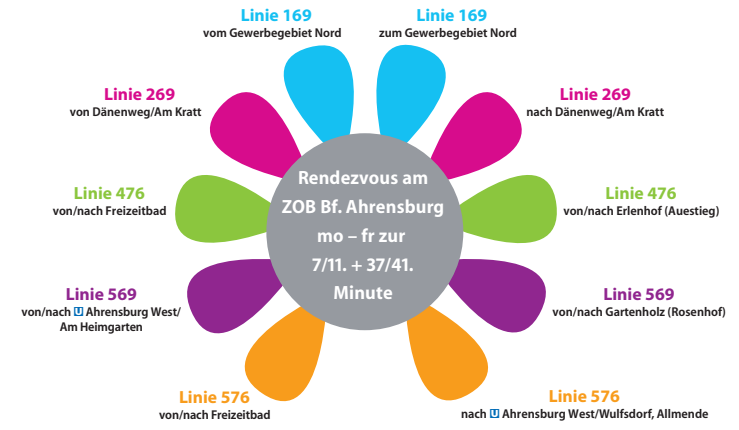 Linie 169
vom Gewerbegebiet Nord
Linie 169
zum Gewerbegebiet Nord
Linie 269
von Dänenweg/Am Kratt
Linie 269
nach Dänenweg/Am Kratt
Linie 476
von/nach Freizeitbad
Linie 476
von/nach Erlenhof (Auestieg)
Rendezvous am
ZOB Bf. Ahrensburg
mo – fr zur
7/11. + 37/41.
Minute
Linie 569
von/nach U Ahrensburg West/
Am Heimgarten
Linie 569
von/nach Gartenholz (Rosenhof)
Linie 576
von/nach Freizeitbad
Linie 576
nach U Ahrensburg West/Wulfsdorf, Allmende